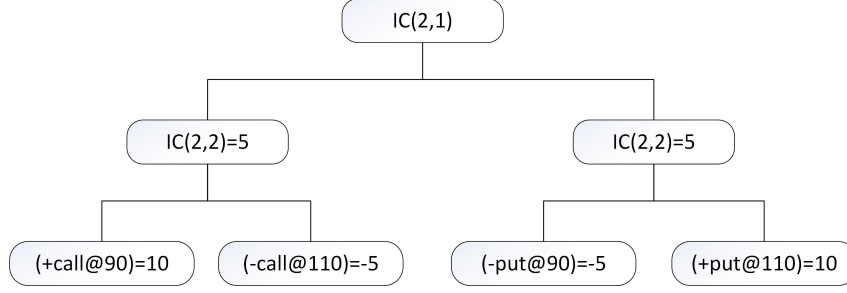 IC(2,1)
IC(2,2)=5
IC(2,2)=5
(+call@90)=10
(-call@110)=-5
(-put@90)=-5
(+put@110)=10